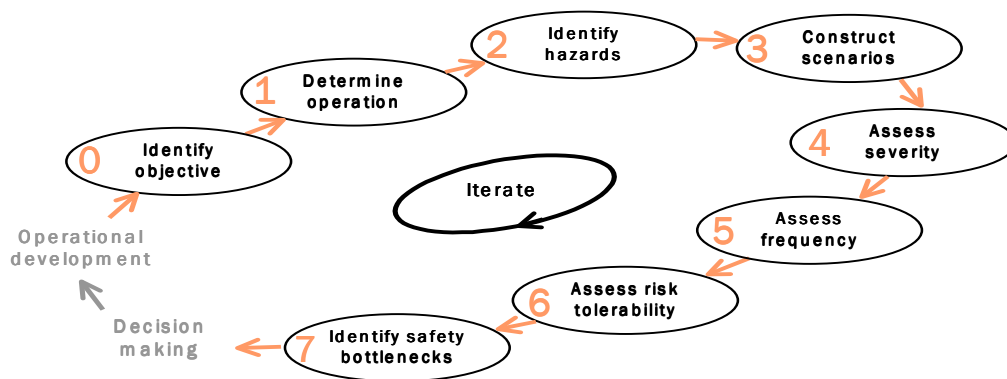 0
Identify
objective
1
Determine
operation
2
Identify
hazards
3
Construct
scenarios
4
Assess
severity
5
Assess
frequency
6
Assess risk
tolerability
7
Identify safety
bottlenecks
Decision
making
Operational
development
Iterate